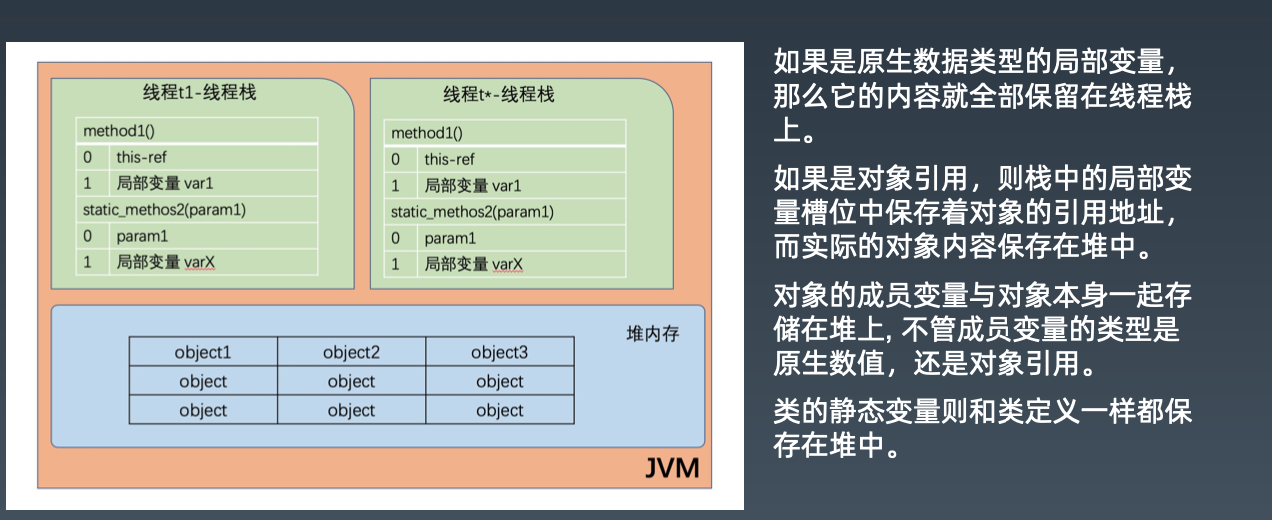 线程t1-线程栈
method1()
0 this-ref
1 局部变量 var1
static_methos2(param1)
0 param1
1 局部变量 varX
线程t*-线程栈
method1()
0 this-ref
1 局部变量 var1
static_methos2(param1)
0 param1
1 局部变量 varX
堆内存
object1 object2 object3
object object object
object object object
JVM
如果是原生数据类型的局部变量，
那么它的内容就全部保留在线程栈
上。
如果是对象引用，则栈中的局部变
量槽位中保存着对象的引用地址，
而实际的对象内容保存在堆中。
对象的成员变量与对象本身一起存
储在堆上, 不管成员变量的类型是
原生数值，还是对象引用。
类的静态变量则和类定义一样都保
存在堆中。